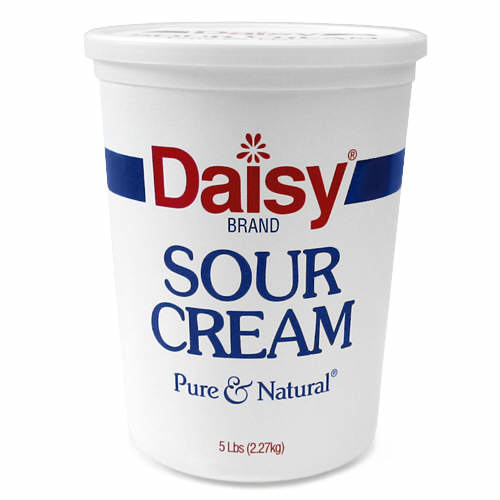 Daisy®
BRAND
SOUR
CREAM
Pure & Natural®
5 Lbs (2.27kg)